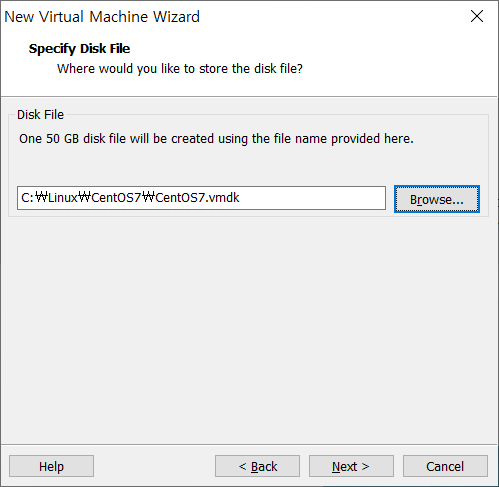 New Virtual Machine Wizard
Specify Disk File
Where would you like to store the disk file?
Disk File
One 50 GB disk file will be created using the file name provided here.
C:₩Linux₩CentOS7₩CentOS7.vmdk
Browse...
Help
< Back
Next >
Cancel